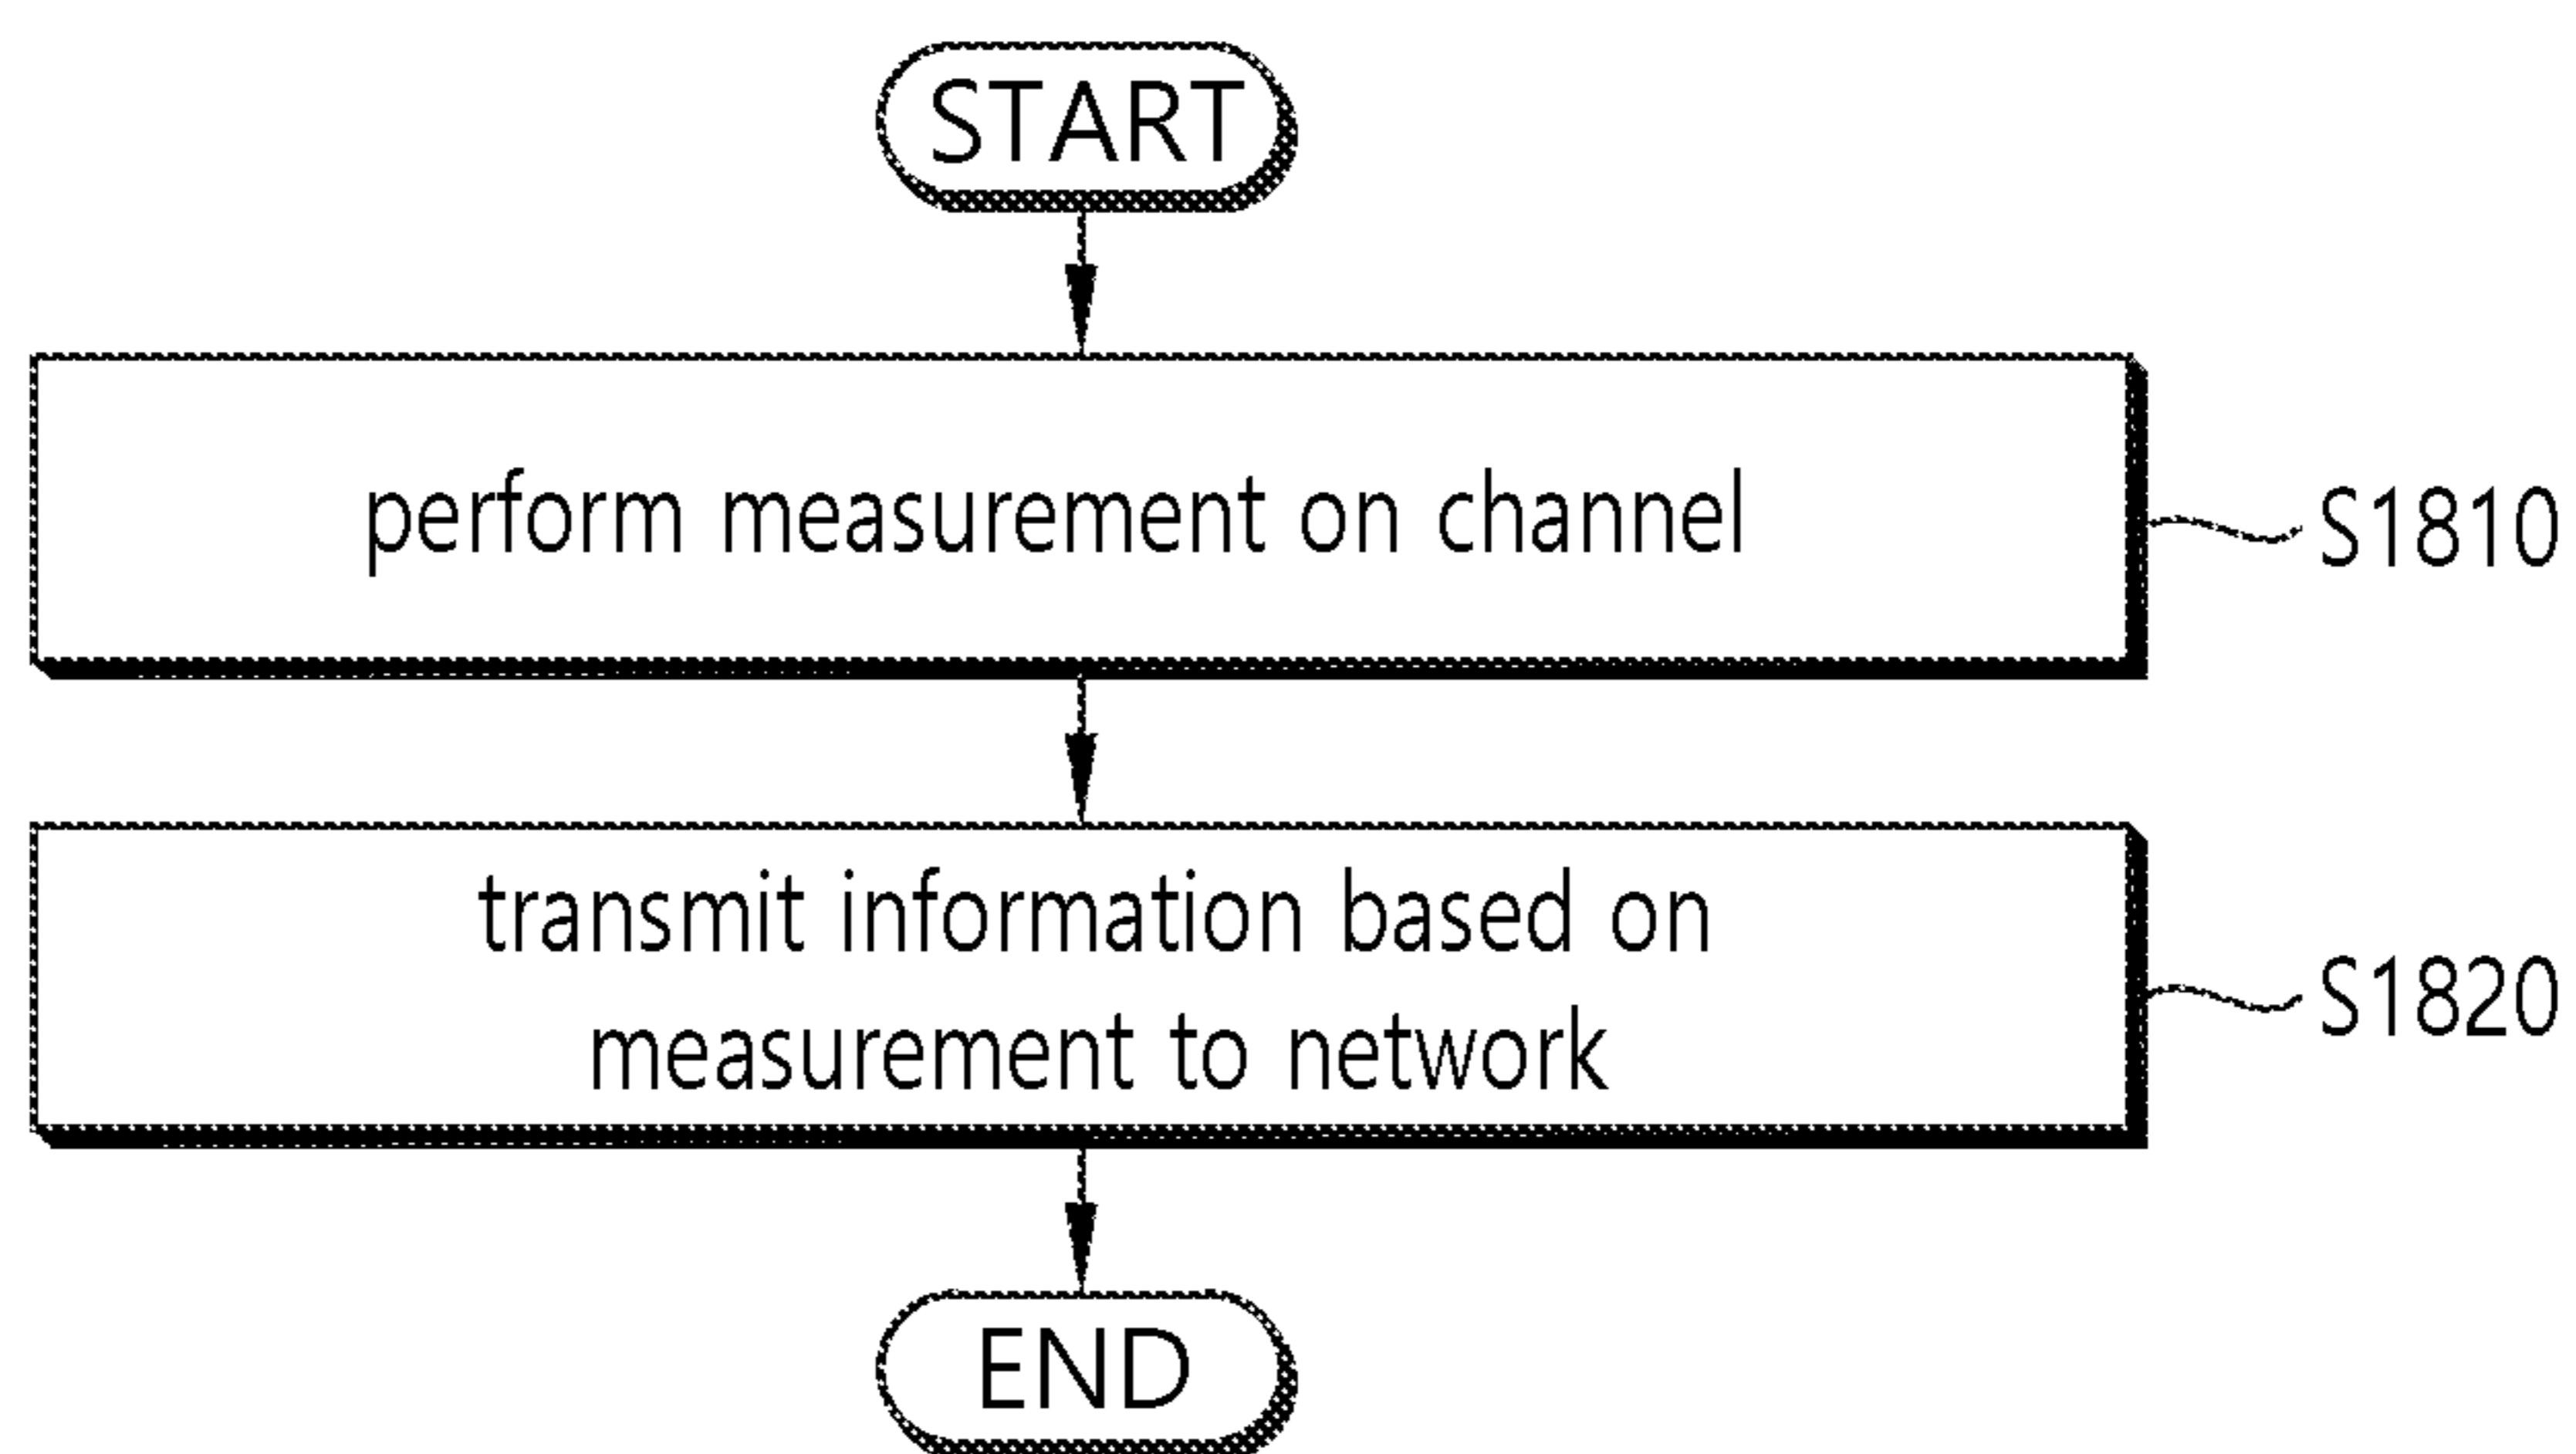 START
perform measurement on channel
S1810
transmit information based on
measurement to network
S1820
END